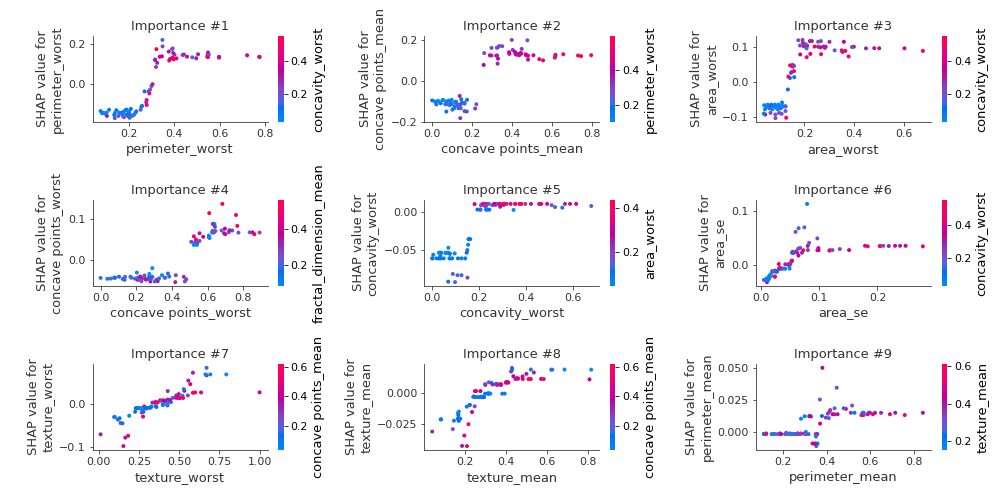 Importance #1
SHAP value for
perimeter_worst
0.2
0.0
0.2
0.4
0.6
0.8
perimeter_worst
0.4
0.2
concavity_worst
Importance #2
SHAP value for
concave points_mean
0.2
0.0
−0.2
0.0
0.2
0.4
0.6
0.8
concave points_mean
0.4
0.2
perimeter_worst
Importance #3
SHAP value for
area_worst
0.1
0.0
−0.1
0.2
0.4
0.6
area_worst
0.4
0.2
concavity_worst
Importance #4
SHAP value for
concave points_worst
0.1
0.0
0.0
0.2
0.4
0.6
0.8
concave points_worst
0.4
0.2
fractal_dimension_mean
Importance #5
SHAP value for
concavity_worst
0.00
−0.05
0.0
0.2
0.4
0.6
concavity_worst
0.4
0.2
area_worst
Importance #6
SHAP value for
area_se
0.1
0.0
0.0
0.1
0.2
area_se
0.4
0.2
concavity_worst
Importance #7
SHAP value for
texture_worst
0.0
−0.1
0.00
0.25
0.50
0.75
1.00
texture_worst
0.6
0.4
0.2
concave points_mean
Importance #8
SHAP value for
texture_mean
0.000
−0.025
0.2
0.4
0.6
0.8
texture_mean
0.6
0.4
0.2
concave points_mean
Importance #9
SHAP value for
perimeter_mean
0.050
0.025
0.000
0.2
0.4
0.6
0.8
perimeter_mean
0.6
0.4
0.2
texture_mean